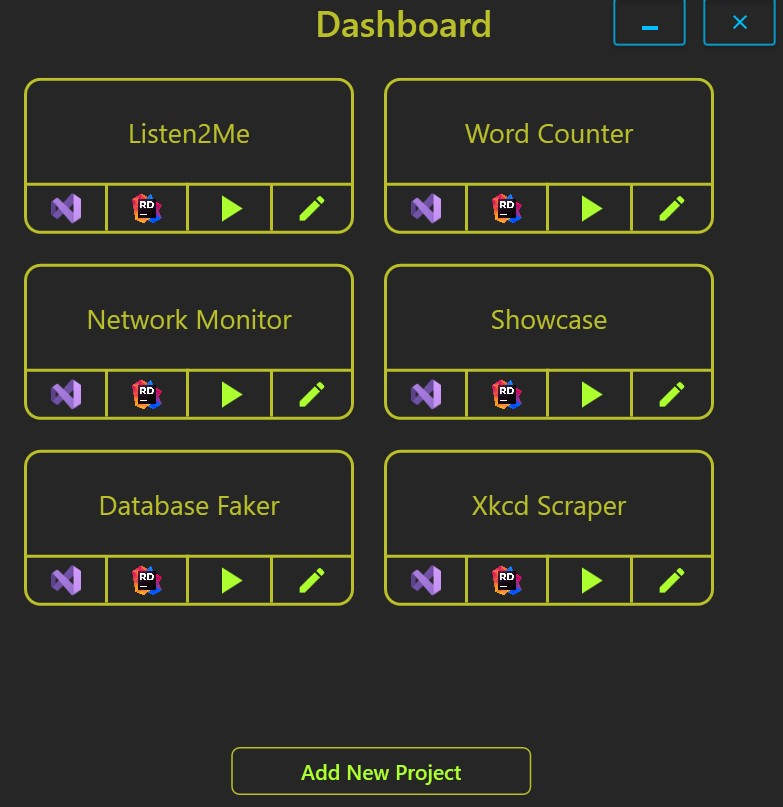 Dashboard
Listen2Me
Word Counter
RD
RD
Network Monitor
Showcase
RD
RD
Database Faker
Xkcd Scraper
RD
RD
Add New Project